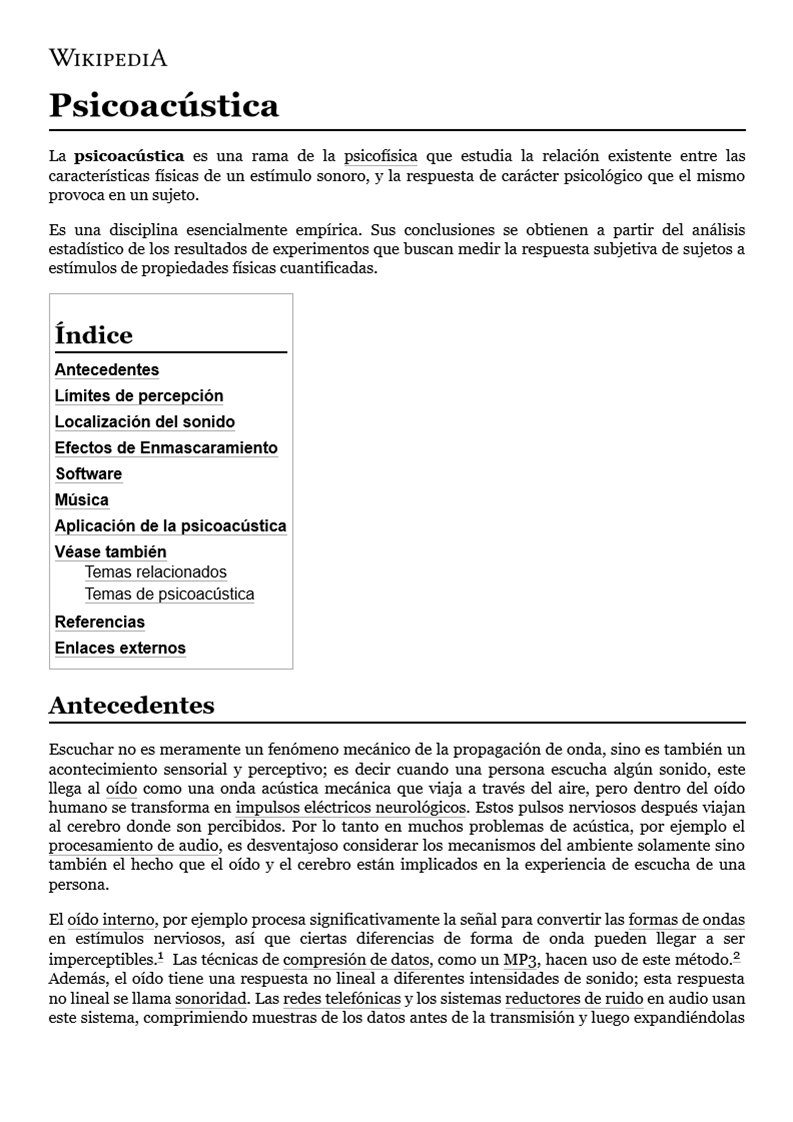 WIKIPEDIA
Psicoacústica
La psicoacústica es una rama de la psicofísica que estudia la relación existente entre las
características físicas de un estímulo sonoro, y la respuesta de carácter psicológico que el mismo
provoca en un sujeto.
Es una disciplina esencialmente empírica. Sus conclusiones se obtienen a partir del análisis
estadístico de los resultados de experimentos que buscan medir la respuesta subjetiva de sujetos a
estímulos de propiedades físicas cuantificadas.
Índice
Antecedentes
Límites de percepción
Localización del sonido
Efectos de Enmascaramiento
Software
Música
Aplicación de la psicoacústica
Véase también
Temas relacionados
Temas de psicoacústica
Referencias
Enlaces externos
Antecedentes
Escuchar no es meramente un fenómeno mecánico de la propagación de onda, sino es también un
acontecimiento sensorial y perceptivo; es decir cuando una persona escucha algún sonido, este
llega al oído como una onda acústica mecánica que viaja a través del aire, pero dentro del oído
humano se transforma en impulsos eléctricos neurológicos. Estos pulsos nerviosos después viajan
al cerebro donde son percibidos. Por lo tanto en muchos problemas de acústica, por ejemplo el
procesamiento de audio, es desventajoso considerar los mecanismos del ambiente solamente sino
también el hecho que el oído y el cerebro están implicados en la experiencia de escucha de una
persona.
El oído interno, por ejemplo procesa significativamente la señal para convertir las formas de ondas
en estímulos nerviosos, así que ciertas diferencias de forma de onda pueden llegar a ser
imperceptibles.1 Las técnicas de compresión de datos, como un MP3, hacen uso de este método.2
Además, el oído tiene una respuesta no lineal a diferentes intensidades de sonido; esta respuesta
no lineal se llama sonoridad. Las redes telefónicas y los sistemas reductores de ruido en audio usan
este sistema, comprimiendo muestras de los datos antes de la transmisión y luego expandiéndolas